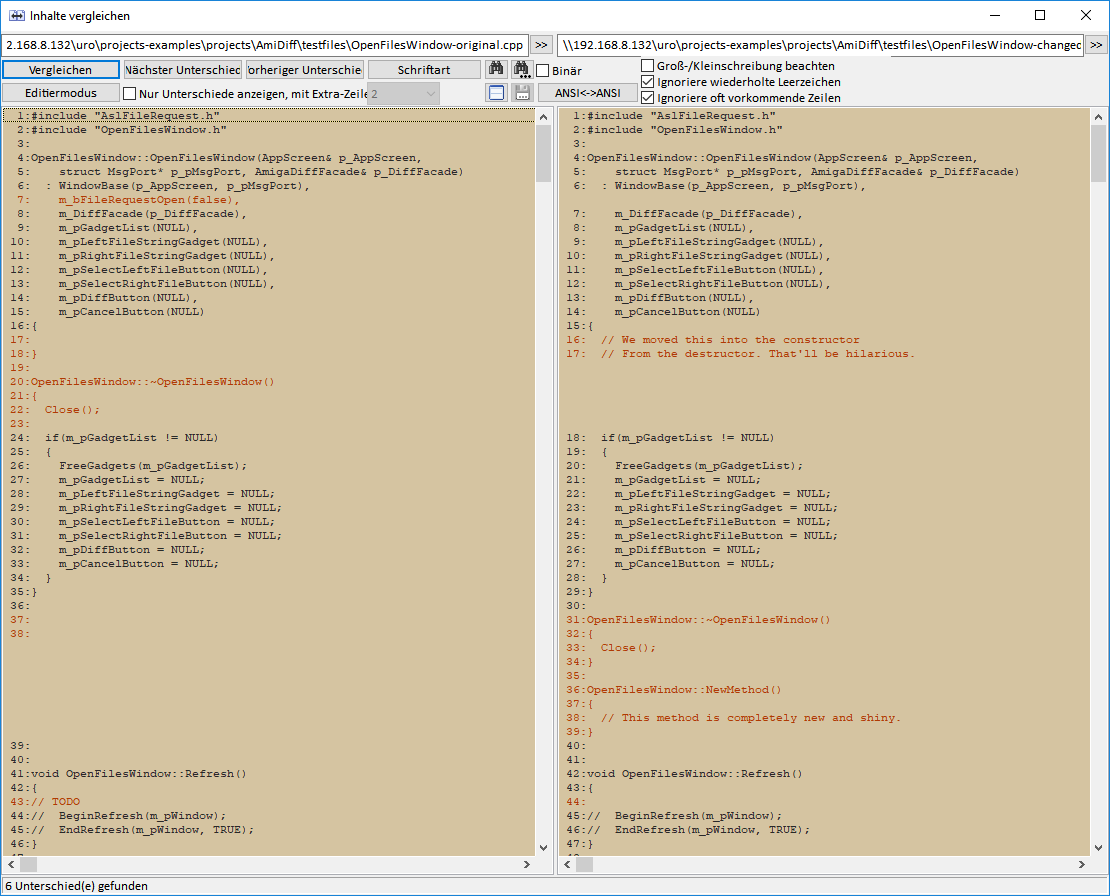 Inhalte vergleichen
2.168.8.132\uro\projects-examples\projects\AmiDiff\testfiles\OpenFilesWindow-original.cpp >> \\192.168.8.132\uro\projects-examples\projects\AmiDiff\testfiles\OpenFilesWindow-changed >>
Vergleichen Nächster Unterschied orheriger Unterschie Schriftart Binär Groß-/Kleinschreibung beachten
Ignoriere wiederholte Leerzeichen
Editiermodus Nur Unterschiede anzeigen, mit Extra-Zeile 2 ANSI<->ANSI Ignoriere oft vorkommende Zeilen
1:#include "AslFileRequest.h"
2:#include "OpenFilesWindow.h"
3:
4:OpenFilesWindow::OpenFilesWindow(AppScreen& p_AppScreen,
5:    struct MsgPort* p_pMsgPort, AmigaDiffFacade& p_DiffFacade)
6:  : WindowBase(p_AppScreen, p_pMsgPort),
7:    m_bFileRequestOpen(false),
8:    m_DiffFacade(p_DiffFacade),
9:    m_pGadgetList(NULL),
10:    m_pLeftFileStringGadget(NULL),
11:    m_pRightFileStringGadget(NULL),
12:    m_pSelectLeftFileButton(NULL),
13:    m_pSelectRightFileButton(NULL),
14:    m_pDiffButton(NULL),
15:    m_pCancelButton(NULL)
16:{
17:
18:}
19:
20:OpenFilesWindow::~OpenFilesWindow()
21:{
22:  Close();
23:
24:  if(m_pGadgetList != NULL)
25:  {
26:    FreeGadgets(m_pGadgetList);
27:    m_pGadgetList = NULL;
28:    m_pLeftFileStringGadget = NULL;
29:    m_pRightFileStringGadget = NULL;
30:    m_pSelectLeftFileButton = NULL;
31:    m_pSelectRightFileButton = NULL;
32:    m_pDiffButton = NULL;
33:    m_pCancelButton = NULL;
34:  }
35:}
36:
37:
38:
39:
40:
41:void OpenFilesWindow::Refresh()
42:{
43:// TODO
44://  BeginRefresh(m_pWindow);
45://  EndRefresh(m_pWindow, TRUE);
46:}
1:#include "AslFileRequest.h"
2:#include "OpenFilesWindow.h"
3:
4:OpenFilesWindow::OpenFilesWindow(AppScreen& p_AppScreen,
5:    struct MsgPort* p_pMsgPort, AmigaDiffFacade& p_DiffFacade)
6:  : WindowBase(p_AppScreen, p_pMsgPort),
7:    m_DiffFacade(p_DiffFacade),
8:    m_pGadgetList(NULL),
9:    m_pLeftFileStringGadget(NULL),
10:    m_pRightFileStringGadget(NULL),
11:    m_pSelectLeftFileButton(NULL),
12:    m_pSelectRightFileButton(NULL),
13:    m_pDiffButton(NULL),
14:    m_pCancelButton(NULL)
15:{
16:  // We moved this into the constructor
17:  // From the destructor. That'll be hilarious.
18:  if(m_pGadgetList != NULL)
19:  {
20:    FreeGadgets(m_pGadgetList);
21:    m_pGadgetList = NULL;
22:    m_pLeftFileStringGadget = NULL;
23:    m_pRightFileStringGadget = NULL;
24:    m_pSelectLeftFileButton = NULL;
25:    m_pSelectRightFileButton = NULL;
26:    m_pDiffButton = NULL;
27:    m_pCancelButton = NULL;
28:  }
29:}
30:
31:OpenFilesWindow::~OpenFilesWindow()
32:{
33:  Close();
34:}
35:
36:OpenFilesWindow::NewMethod()
37:{
38:  // This method is completely new and shiny.
39:}
40:
41:
42:void OpenFilesWindow::Refresh()
43:{
44:
45://  BeginRefresh(m_pWindow);
46://  EndRefresh(m_pWindow, TRUE);
47:}
6 Unterschied(e) gefunden